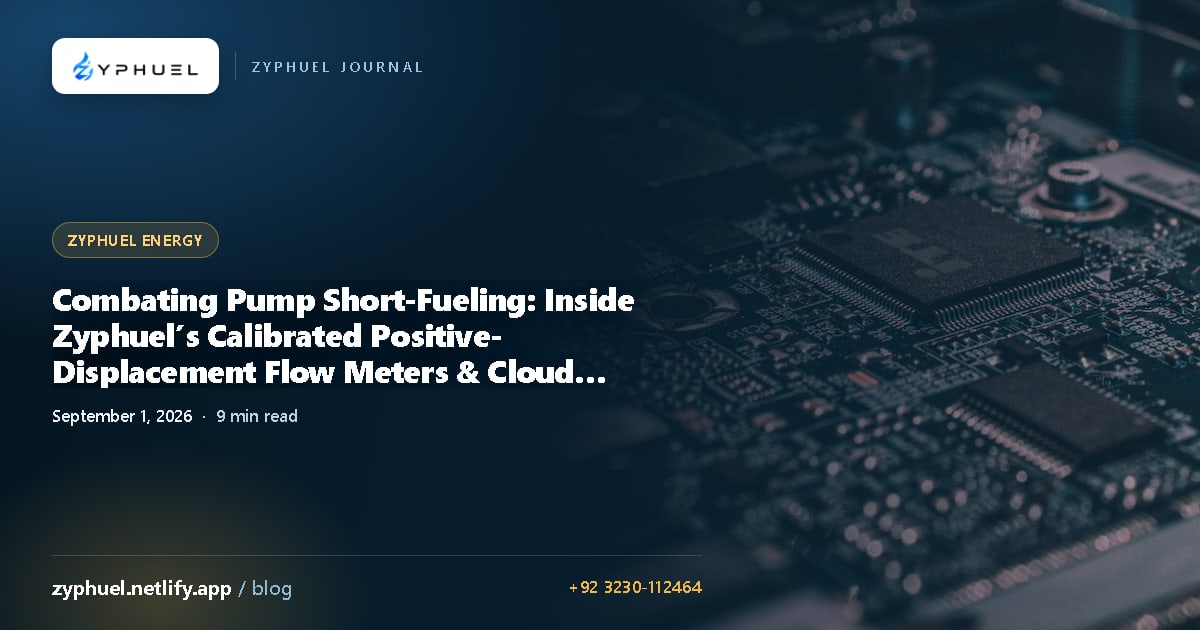 ZYPHUEL
ZYPHUEL JOURNAL
ZYPHUEL ENERGY
Combating Pump Short-Fueling: Inside
Zyphuel´s Calibrated Positive-
Displacement Flow Meters & Cloud...
September 1, 2026 · 9 min read
zyphuel.netlify.app / blog
+92 3230-112464